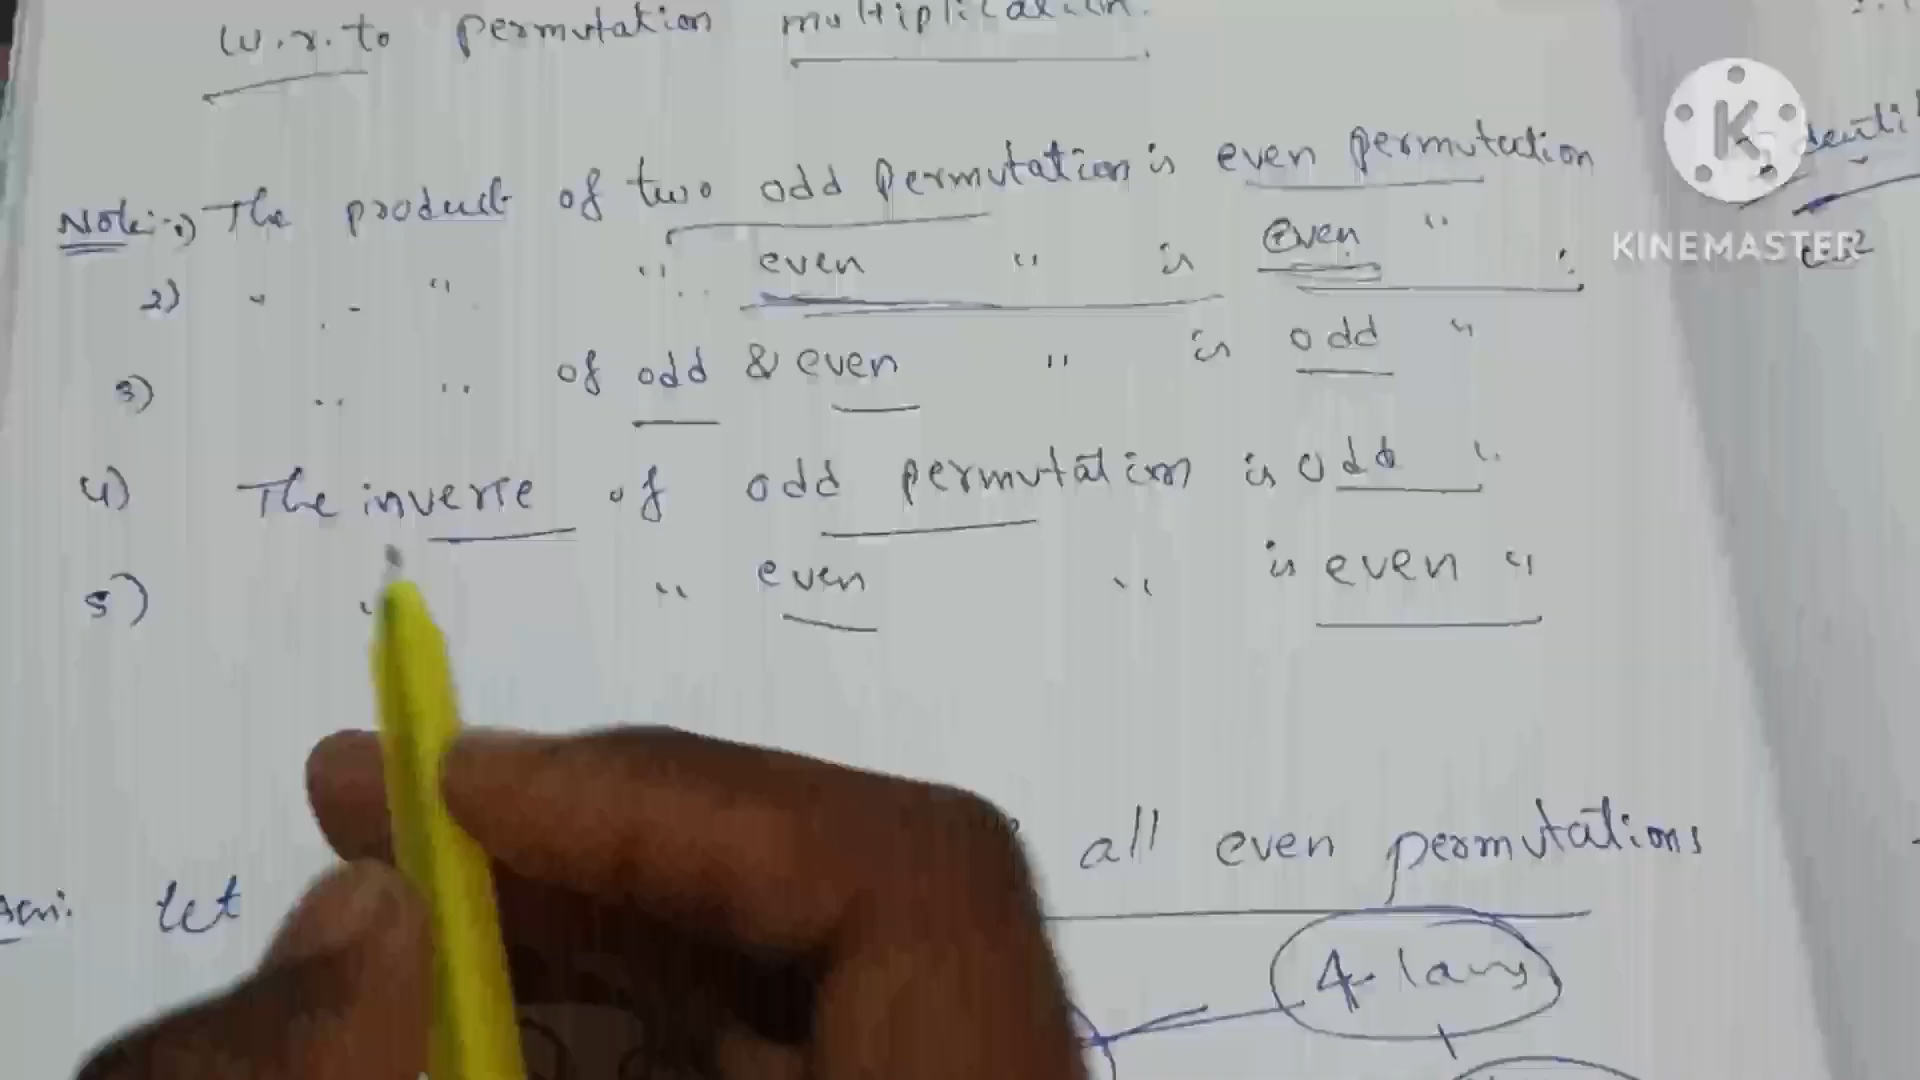 w.r.to permutation multiplication.
Note:-1) The product of two odd permutation is even permutation
2) " " " " even " is even "
3) " " of odd & even " is odd "
4) The inverse of odd permutation is odd "
5) " " even " is even "
all even permutations
let
4-laws
K
KINEMASTER